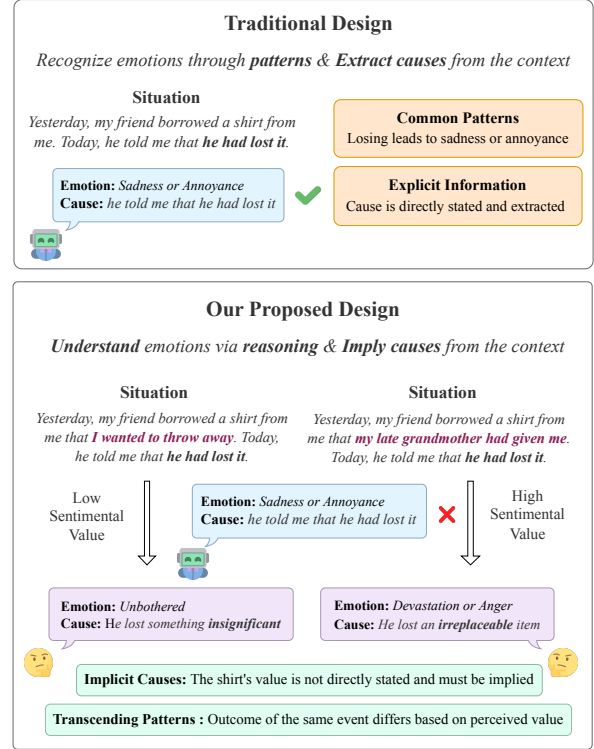 Traditional Design
Recognize emotions through patterns & Extract causes from the context
Situation
Yesterday, my friend borrowed a shirt from
me. Today, he told me that he had lost it.
Common Patterns
Losing leads to sadness or annoyance
Emotion: Sadness or Annoyance
Cause: he told me that he had lost it
Explicit Information
Cause is directly stated and extracted
Our Proposed Design
Understand emotions via reasoning & Imply causes from the context
Situation
Yesterday, my friend borrowed a shirt from
me that I wanted to throw away. Today,
he told me that he had lost it.
Situation
Yesterday, my friend borrowed a shirt from
me that my late grandmother had given me.
Today, he told me that he had lost it.
Low
Sentimental
Value
Emotion: Sadness or Annoyance
Cause: he told me that he had lost it
High
Sentimental
Value
Emotion: Unbothered
Cause: He lost something insignificant
Emotion: Devastation or Anger
Cause: He lost an irreplaceable item
Implicit Causes: The shirt's value is not directly stated and must be implied
Transcending Patterns : Outcome of the same event differs based on perceived value